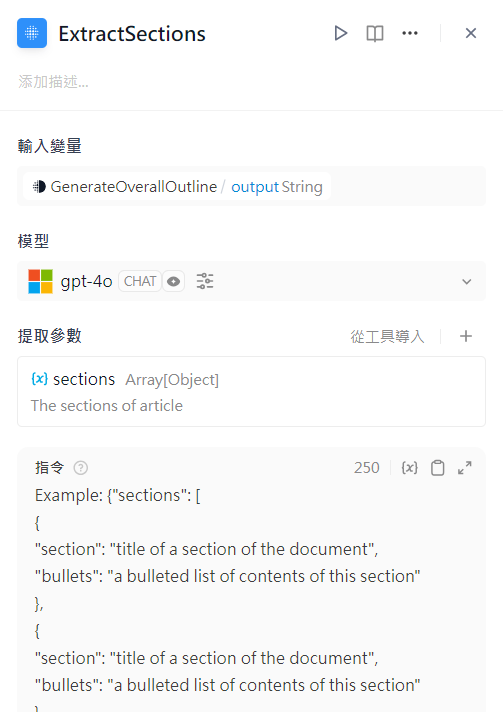 ExtractSections
添加描述...
輸入變量
GenerateOverallOutline / output String
模型
gpt-4o CHAT
提取參數 從工具導入
{x} sections Array[Object]
The sections of article
指令 ? 250 {x}
Example: {"sections": [
{
"section": "title of a section of the document",
"bullets": "a bulleted list of contents of this section"
},
{
"section": "title of a section of the document",
"bullets": "a bulleted list of contents of this section"
}